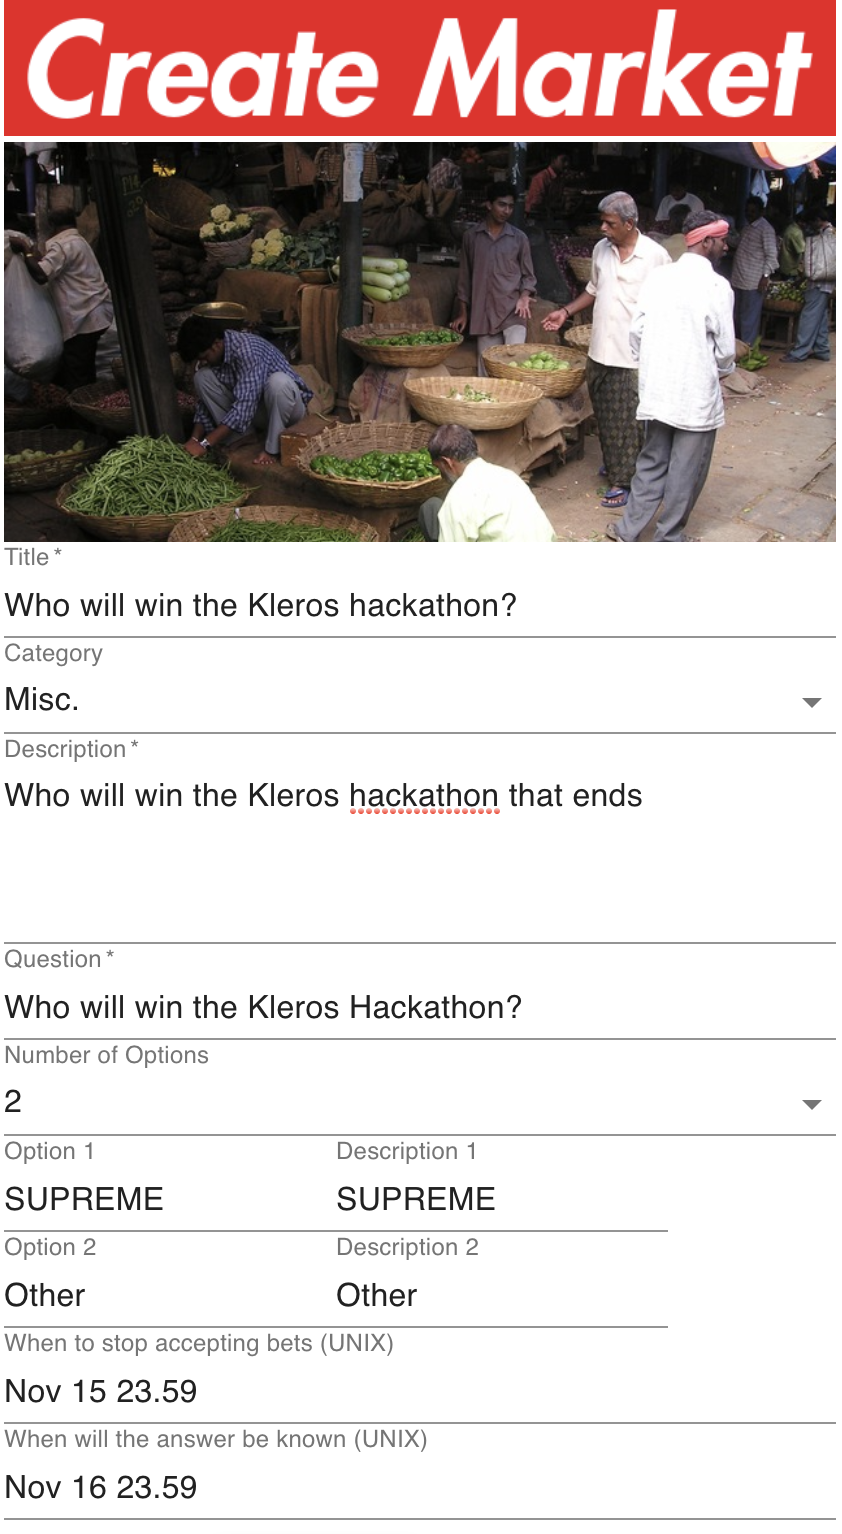 Create Market
Title *
Who will win the Kleros hackathon?
Category
Misc.
Description *
Who will win the Kleros hackathon that ends
Question *
Who will win the Kleros Hackathon?
Number of Options
2
Option 1 Description 1
SUPREME SUPREME
Option 2 Description 2
Other Other
When to stop accepting bets (UNIX)
Nov 15 23.59
When will the answer be known (UNIX)
Nov 16 23.59